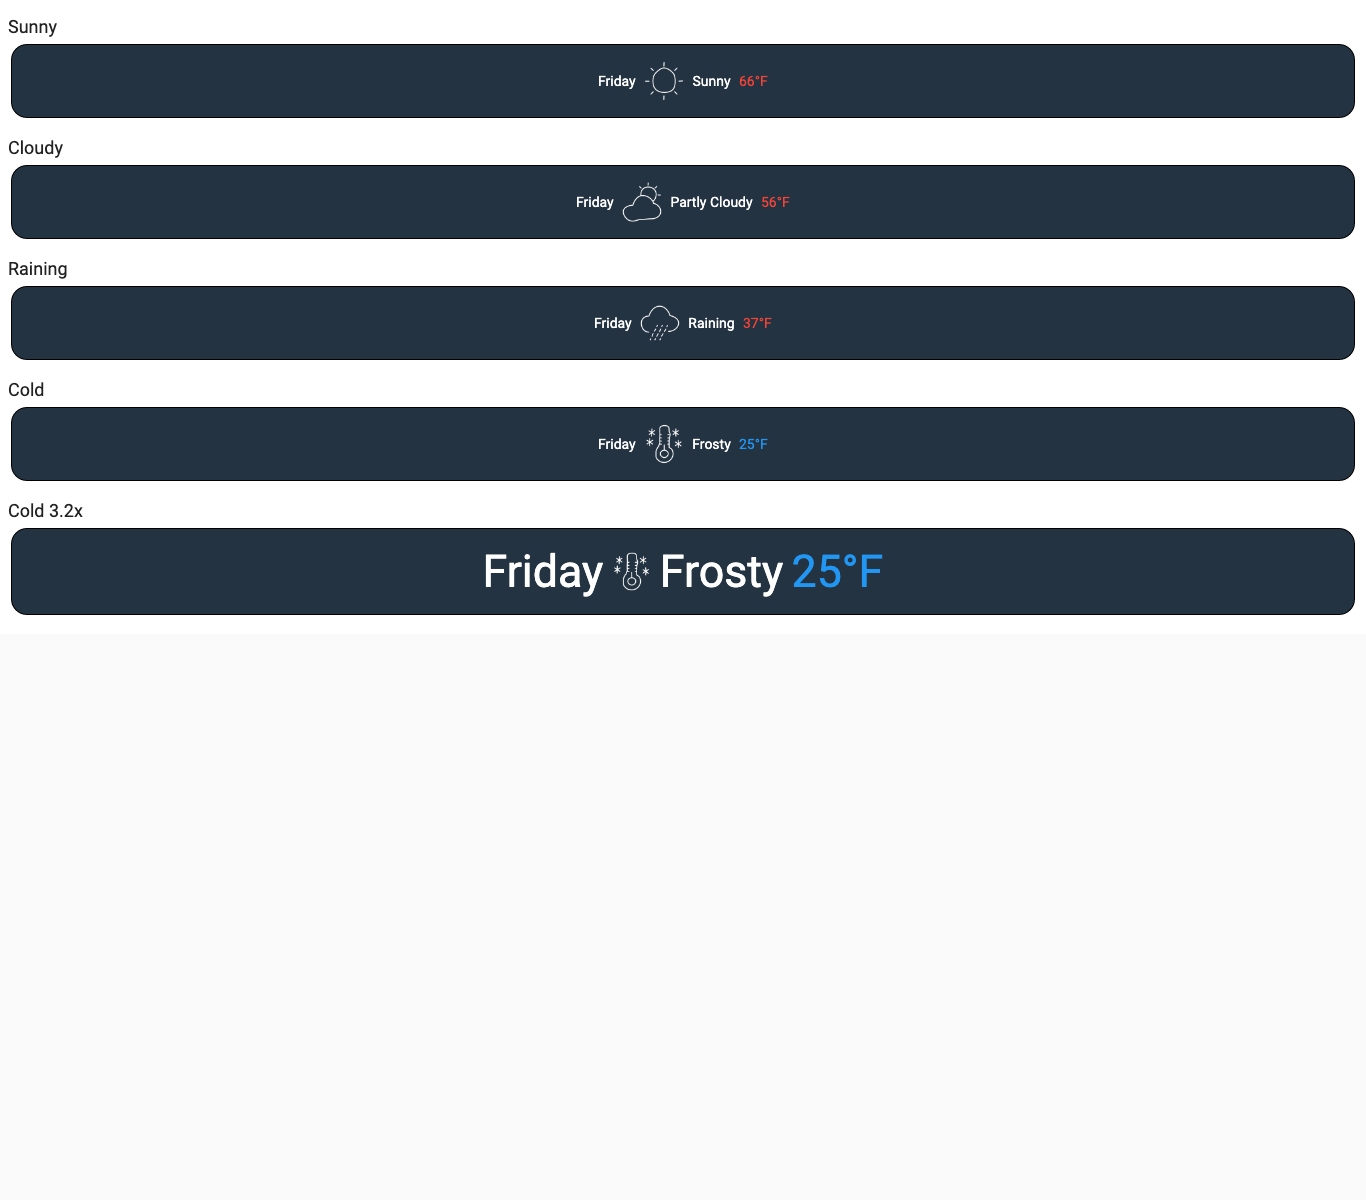 Sunny
Friday Sunny 66°F
Cloudy
Friday Partly Cloudy 56°F
Raining
Friday Raining 37°F
Cold
Friday Frosty 25°F
Cold 3.2x
Friday Frosty 25°F